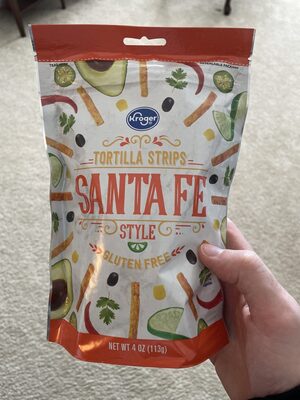 Kroger
TORTILLA STRIPS
SANTA FE
STYLE
GLUTEN FREE
NET WT 4 OZ (113g)